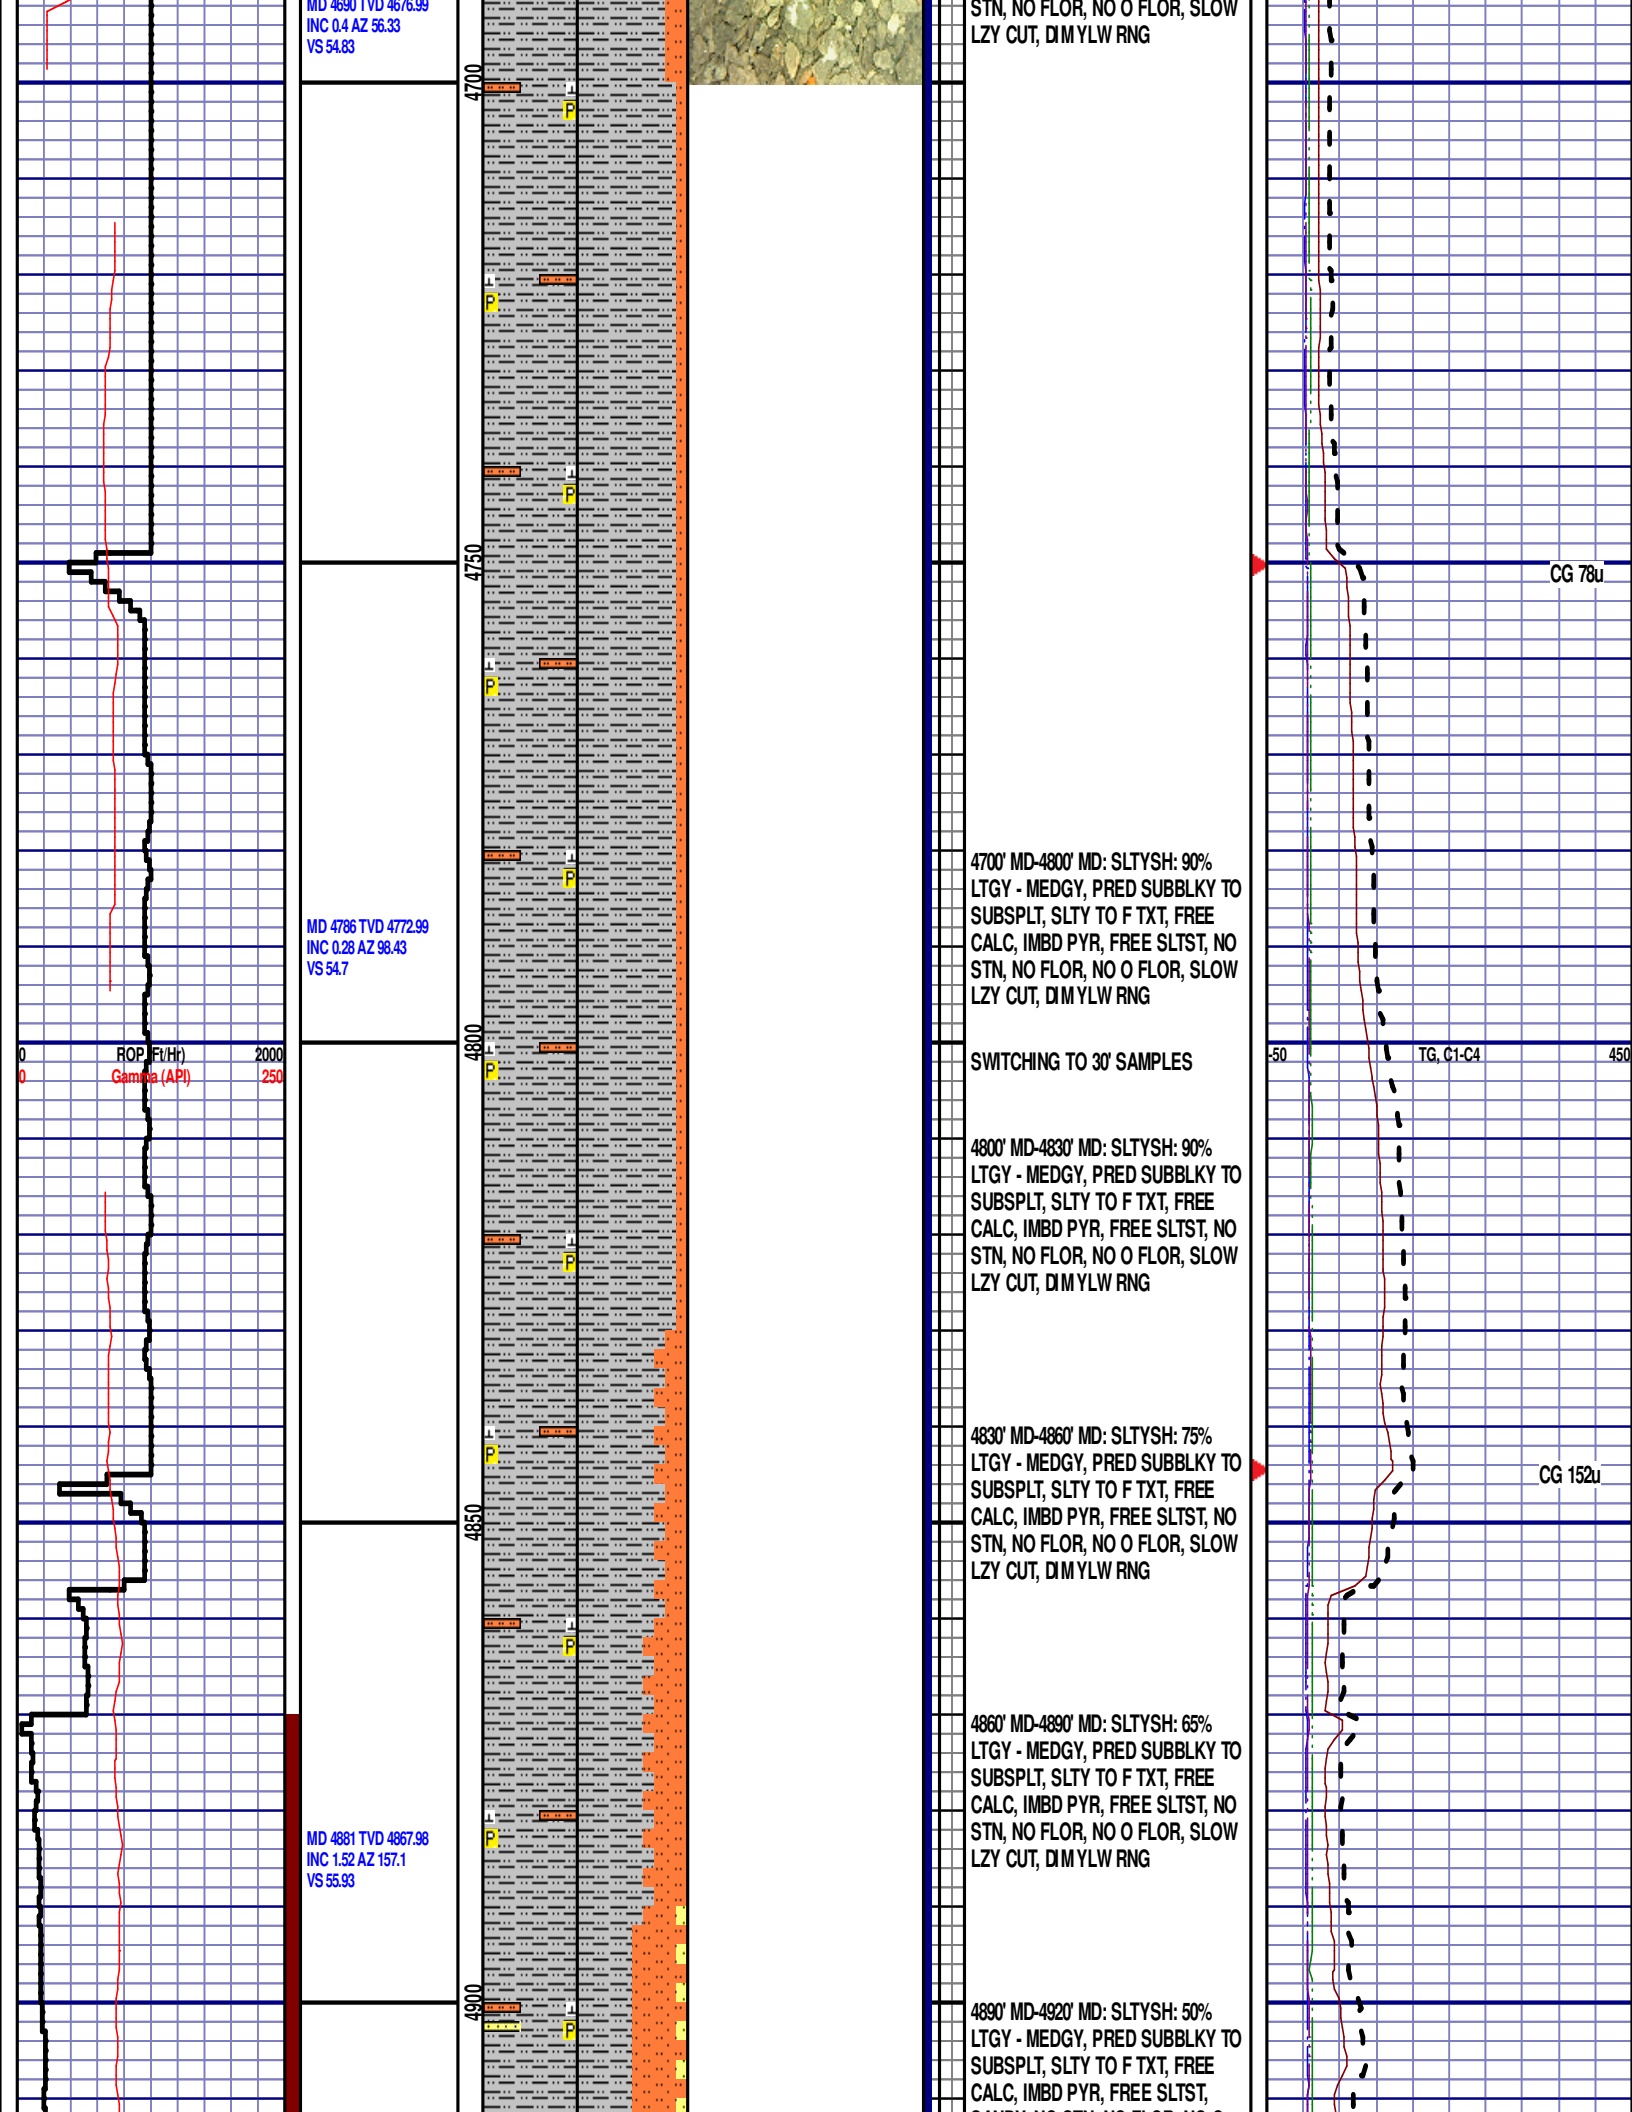 MD 4690 TVD 4676.99
INC 0.4 AZ 56.33
VS 54.83
STN, NO FLOR, NO O FLOR, SLOW
LZY CUT, DIM YLW RNG
4700
P
P
P
4750
CG 78u
P
P
4700' MD-4800' MD: SLTYSH: 90%
LTGY - MEDGY, PRED SUBBLKY TO
SUBSPLT, SLTY TO F TXT, FREE
CALC, IMBD PYR, FREE SLTST, NO
STN, NO FLOR, NO O FLOR, SLOW
LZY CUT, DIM YLW RNG
MD 4786 TVD 4772.99
INC 0.28 AZ 98.43
VS 54.7
4800
0 ROP (Ft/Hr) 2000
0 Gamma (API) 250
-50 TG, C1-C4 450
SWITCHING TO 30' SAMPLES
P
4800' MD-4830' MD: SLTYSH: 90%
LTGY - MEDGY, PRED SUBBLKY TO
SUBSPLT, SLTY TO F TXT, FREE
CALC, IMBD PYR, FREE SLTST, NO
STN, NO FLOR, NO O FLOR, SLOW
LZY CUT, DIM YLW RNG
P
P
4830' MD-4860' MD: SLTYSH: 75%
LTGY - MEDGY, PRED SUBBLKY TO
SUBSPLT, SLTY TO F TXT, FREE
CALC, IMBD PYR, FREE SLTST, NO
STN, NO FLOR, NO O FLOR, SLOW
LZY CUT, DIM YLW RNG
CG 152u
4850
P
4860' MD-4890' MD: SLTYSH: 65%
LTGY - MEDGY, PRED SUBBLKY TO
SUBSPLT, SLTY TO F TXT, FREE
CALC, IMBD PYR, FREE SLTST, NO
STN, NO FLOR, NO O FLOR, SLOW
LZY CUT, DIM YLW RNG
P
MD 4881 TVD 4867.98
INC 1.52 AZ 157.1
VS 55.93
4900
P
4890' MD-4920' MD: SLTYSH: 50%
LTGY - MEDGY, PRED SUBBLKY TO
SUBSPLT, SLTY TO F TXT, FREE
CALC, IMBD PYR, FREE SLTST,